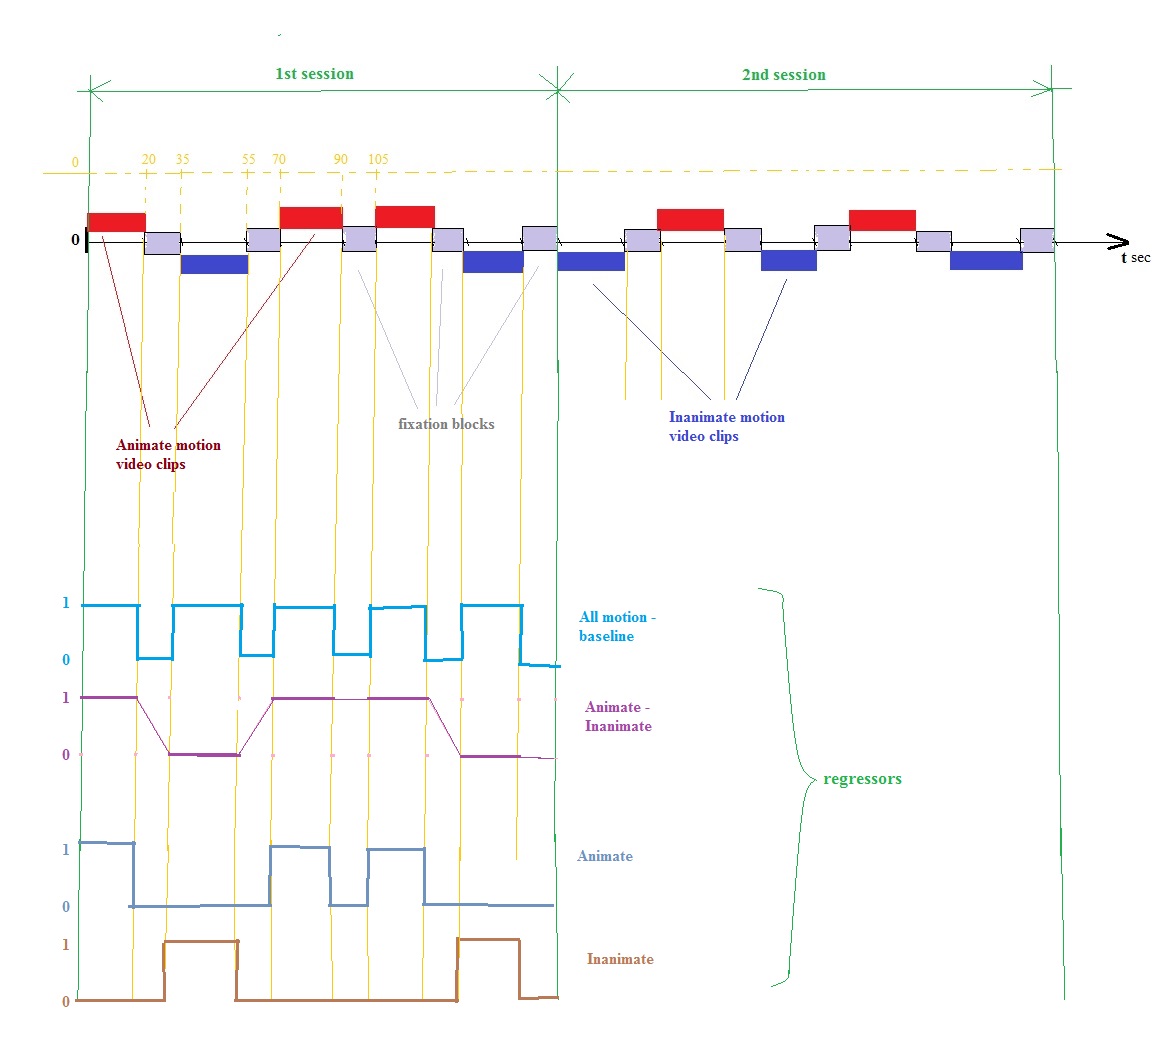 1st session
2nd session
0
20
35
55
70
90
105
0
t sec
Animate motion
video clips
fixation blocks
Inanimate motion
video clips
1
0
All motion -
baseline
1
0
Animate -
Inanimate
regressors
1
0
Animate
1
0
Inanimate